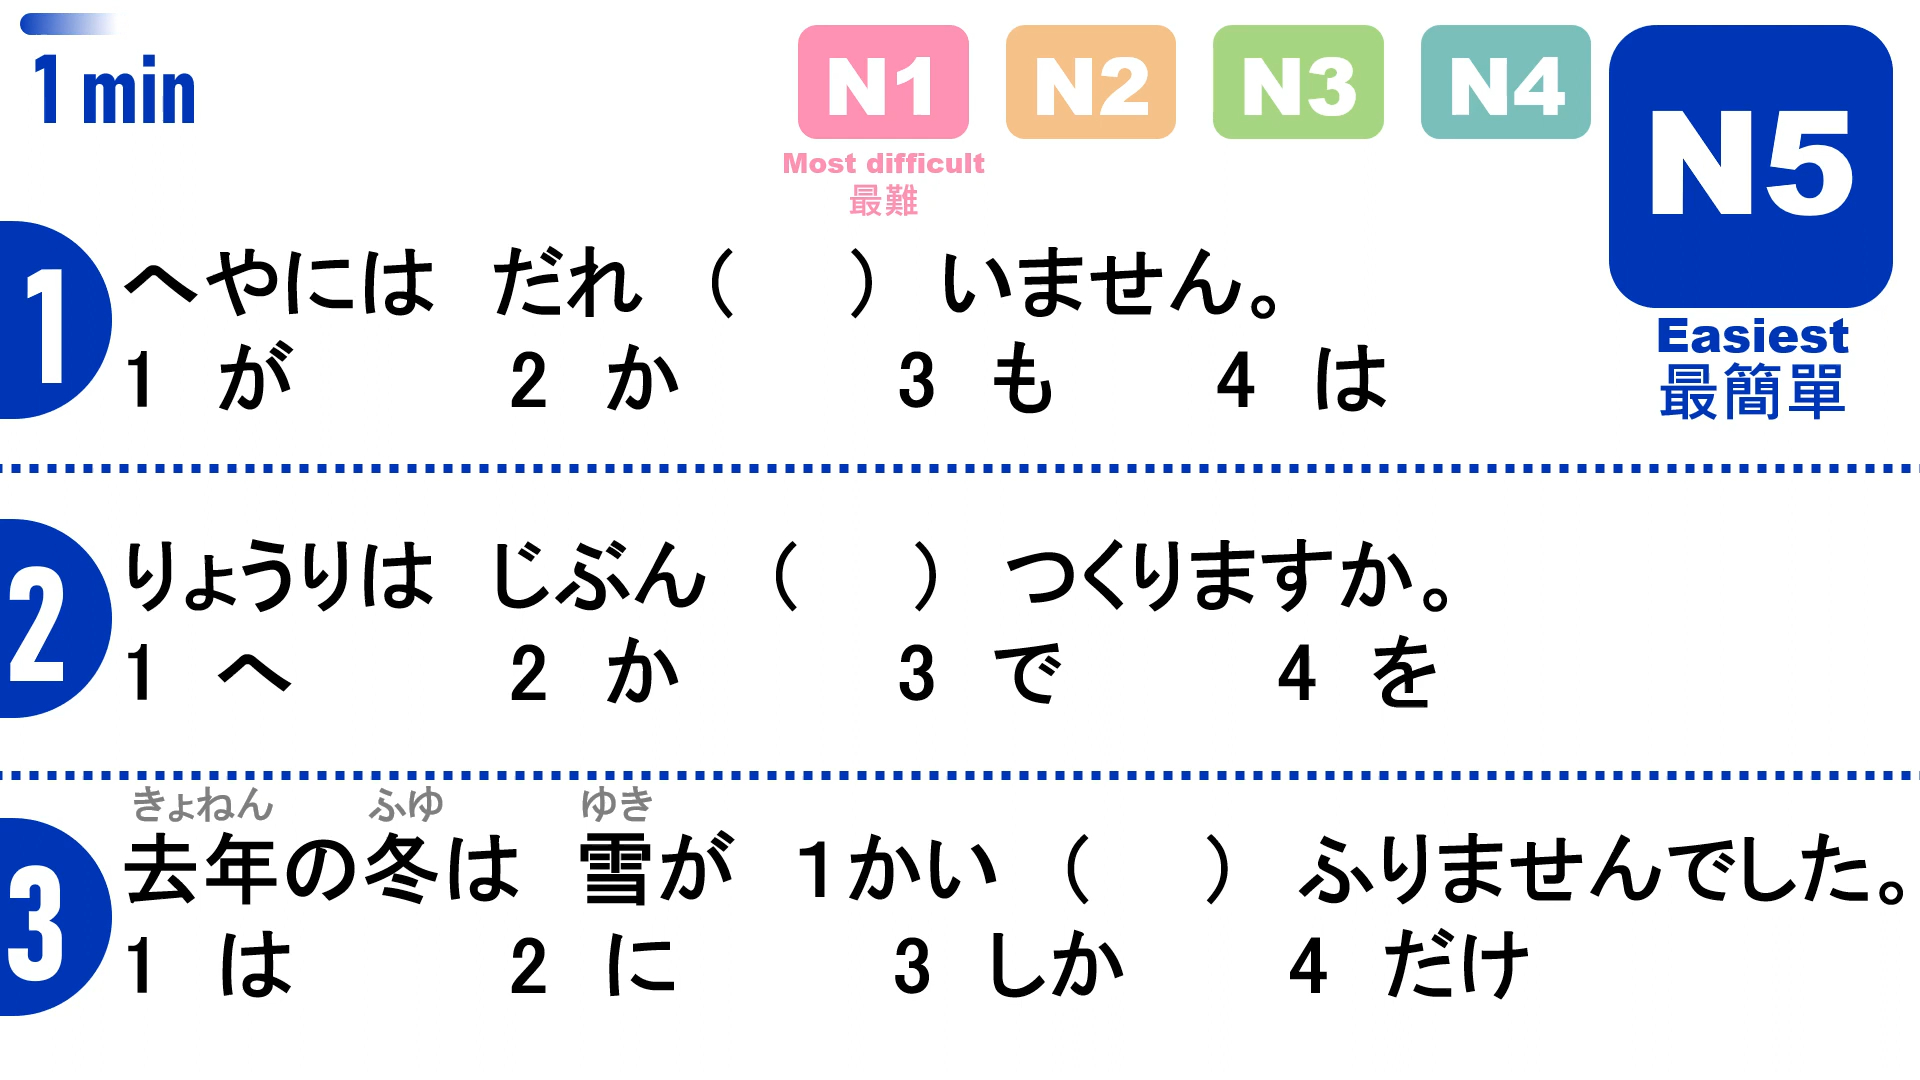 1 min
N1 N2 N3 N4 N5
Most difficult
最難
Easiest
最簡單
1
へやには　だれ　（　　）　いません。
1　が　2　か　3　も　4　は
2
りょうりは　じぶん　（　　）　つくりますか。
1　へ　2　か　3　で　4　を
3
きょねん　ふゆ　ゆき
去年の冬は　雪が　１かい　（　　）　ふりませんでした。
1　は　2　に　3　しか　4　だけ